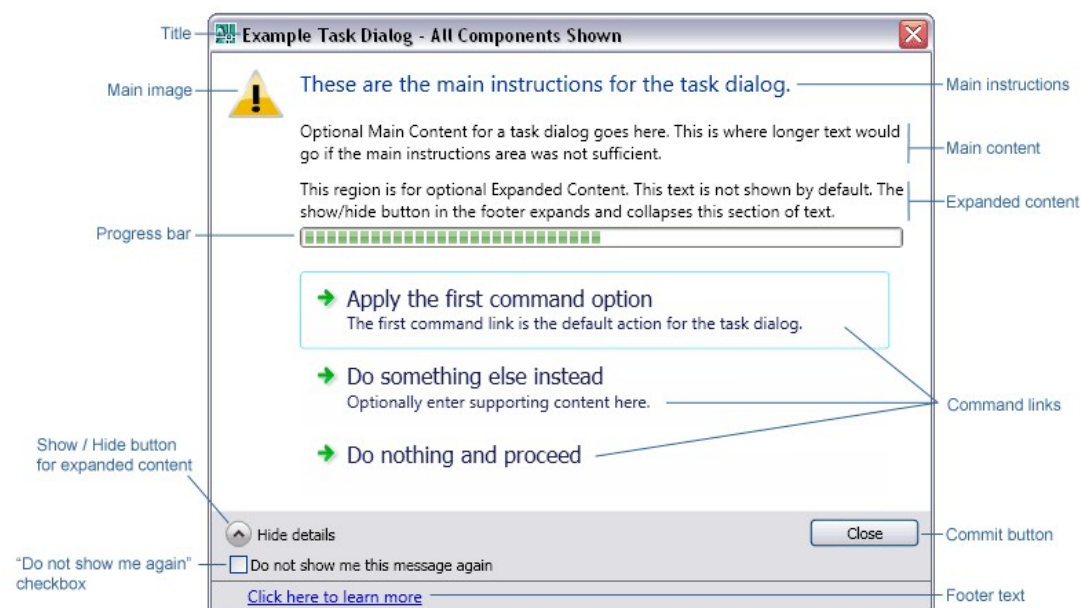 Title
Example Task Dialog - All Components Shown
Main image
These are the main instructions for the task dialog.
Main instructions
Optional Main Content for a task dialog goes here. This is where longer text would
go if the main instructions area was not sufficient.
Main content
This region is for optional Expanded Content. This text is not shown by default. The
show/hide button in the footer expands and collapses this section of text.
Expanded content
Progress bar
Apply the first command option
The first command link is the default action for the task dialog.
Do something else instead
Optionally enter supporting content here.
Command links
Do nothing and proceed
Show / Hide button
for expanded content
Hide details
Close
Commit button
"Do not show me again"
checkbox
Do not show me this message again
Click here to learn more
Footer text